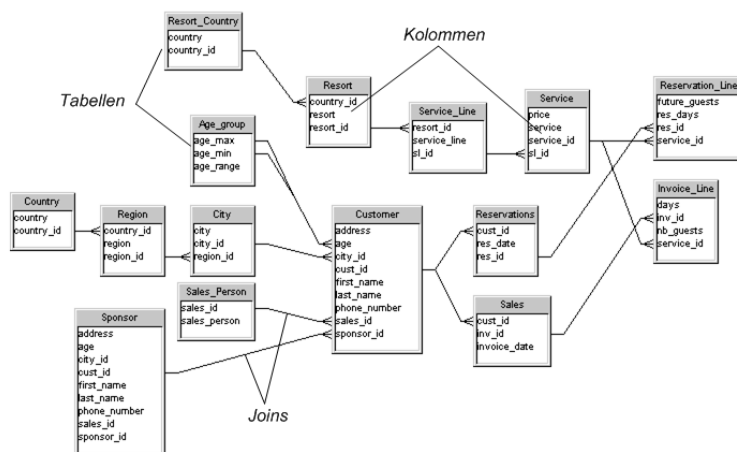 Resort_Country
country
country_id
Kolommen
Tabellen
Resort
country_id
resort
resort_id
Service_Line
resort_id
service_line
sl_id
Service
price
service
service_id
sl_id
Reservation_Line
future_guests
res_days
res_id
service_id
Age_group
age_max
age_min
age_range
Country
country
country_id
Region
country_id
region
region_id
City
city
city_id
region_id
Customer
address
age
city_id
cust_id
first_name
last_name
phone_number
sales_id
sponsor_id
Reservations
cust_id
res_date
res_id
Invoice_Line
days
inv_id
nb_guests
service_id
Sales_Person
sales_id
sales_person
Sales
cust_id
inv_id
invoice_date
Sponsor
address
age
city_id
cust_id
first_name
last_name
phone_number
sales_id
sponsor_id
Joins